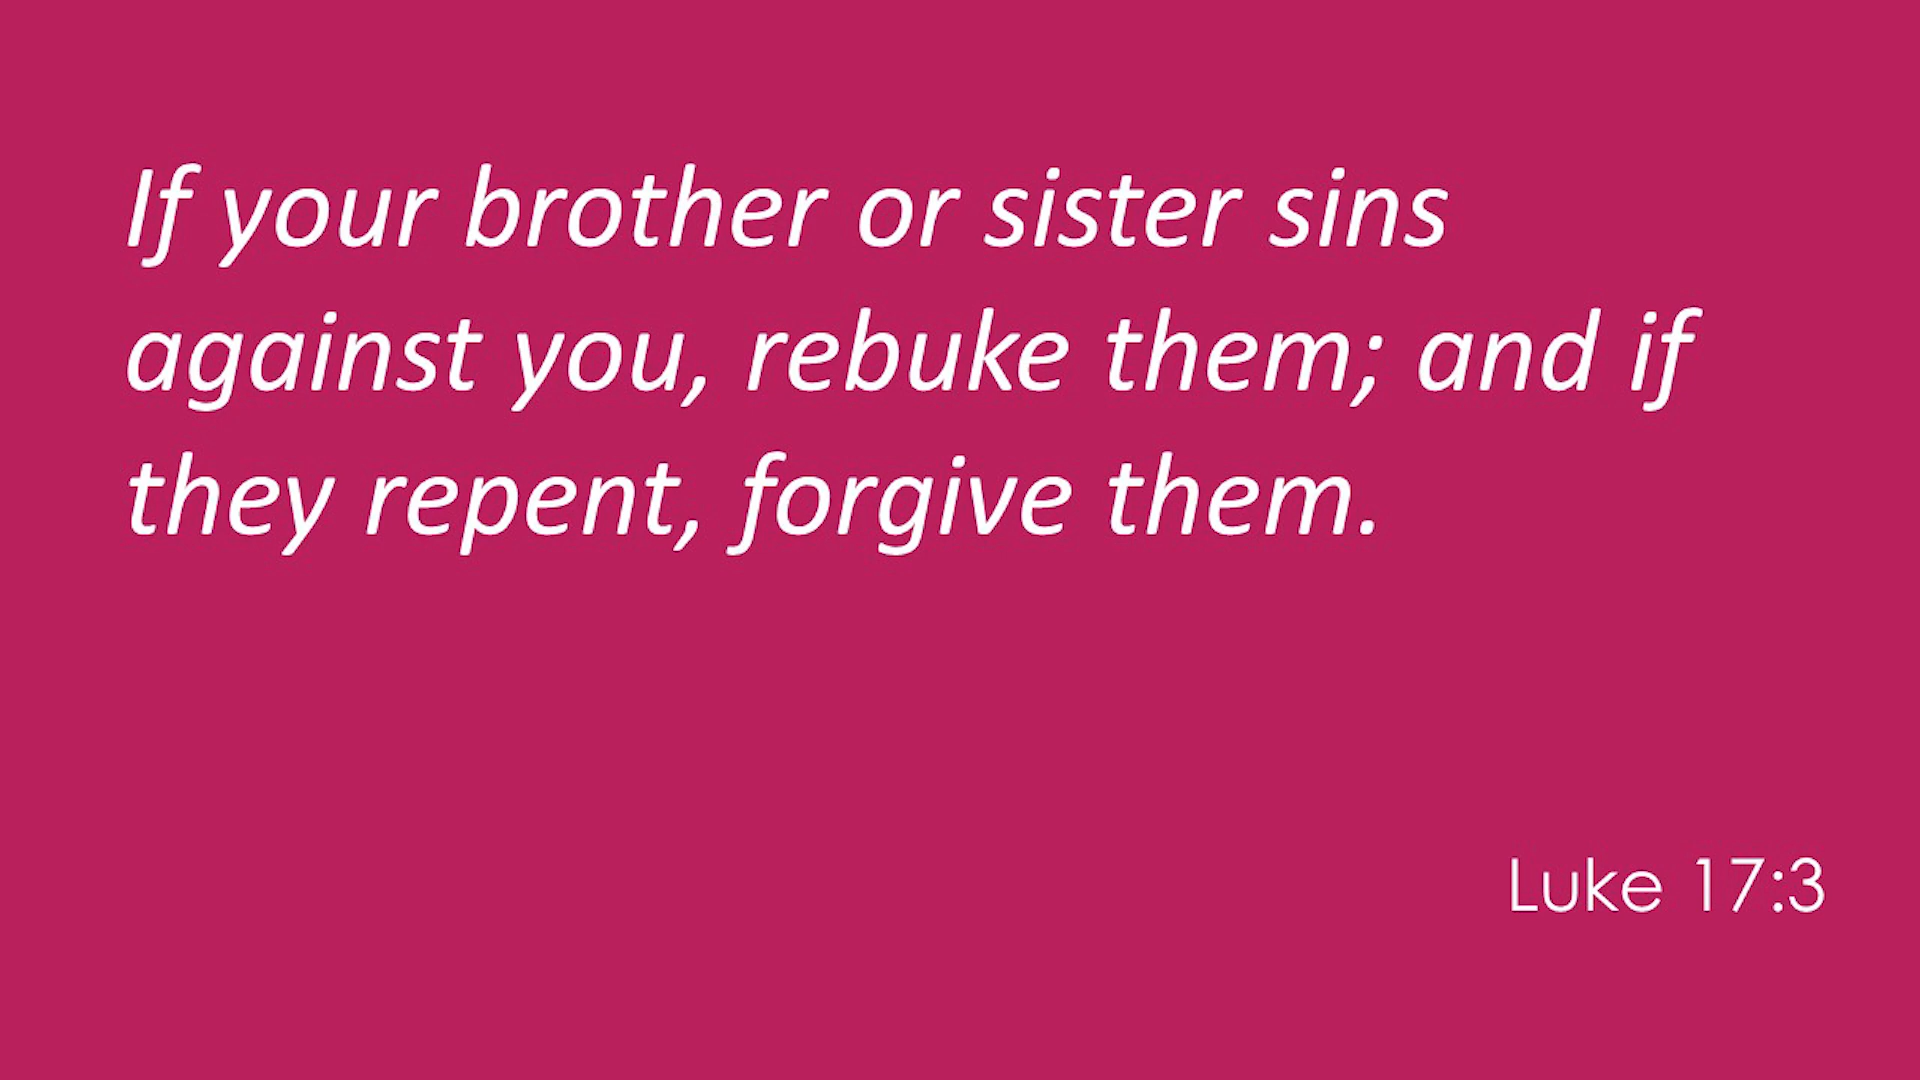 If your brother or sister sins
against you, rebuke them; and if
they repent, forgive them.
Luke 17:3